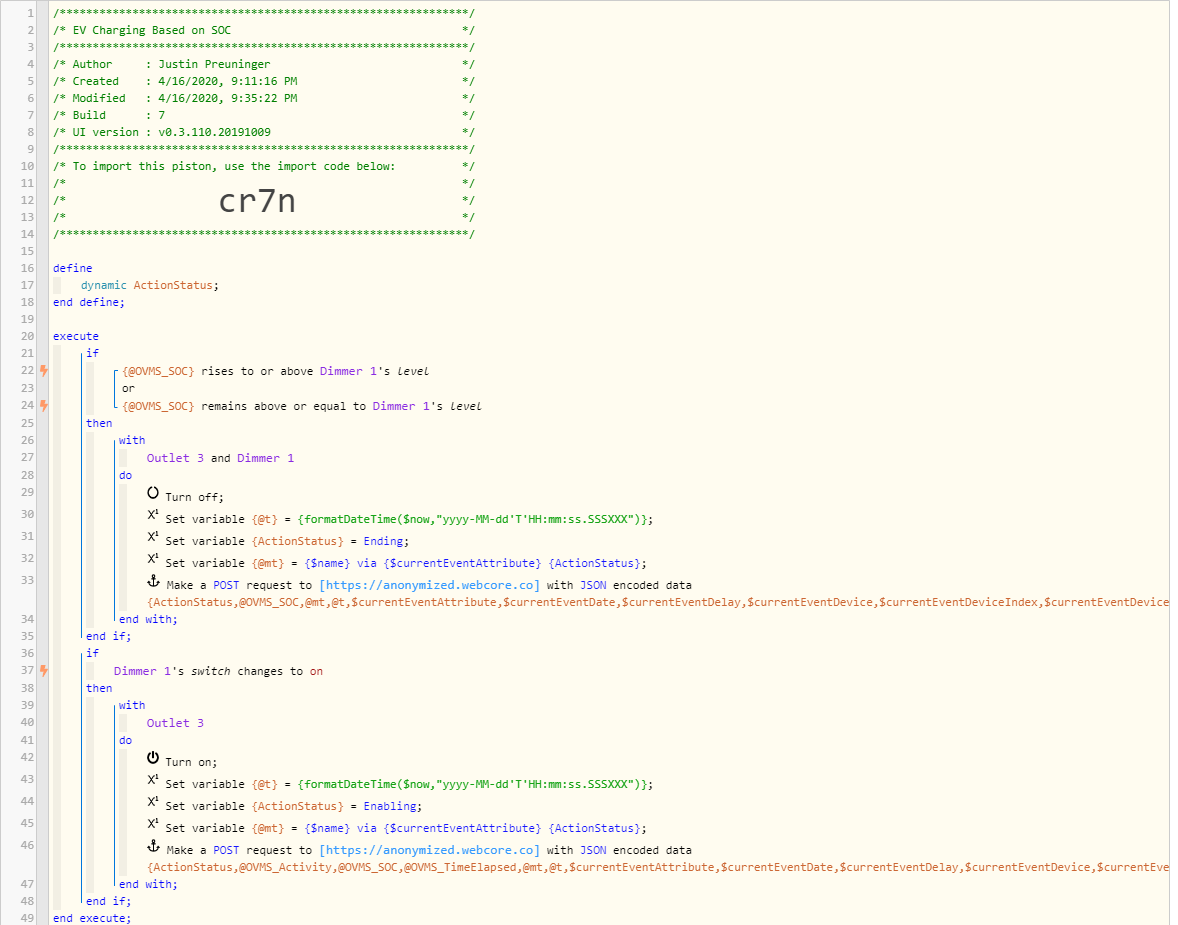 1 /**************************************************************/
2 /* EV Charging Based on SOC */
3 /**************************************************************/
4 /* Author : Justin Preuninger */
5 /* Created : 4/16/2020, 9:11:16 PM */
6 /* Modified : 4/16/2020, 9:35:22 PM */
7 /* Build : 7 */
8 /* UI version : v0.3.110.20191009 */
9 /**************************************************************/
10 /* To import this piston, use the import code below: */
11 /* */
12 /* cr7n */
13 /* */
14 /**************************************************************/
15
16 define
17 dynamic ActionStatus;
18 end define;
19
20 execute
21 if
22 {@OVMS_SOC} rises to or above Dimmer 1's level
23 or
24 {@OVMS_SOC} remains above or equal to Dimmer 1's level
25 then
26 with
27 Outlet 3 and Dimmer 1
28 do
29 Turn off;
30 X¹ Set variable {@t} = {formatDateTime($now,"yyyy-MM-dd'T'HH:mm:ss.SSSXXX")};
31 X¹ Set variable {ActionStatus} = Ending;
32 X¹ Set variable {@mt} = {$name} via {$currentEventAttribute} {ActionStatus};
33 Make a POST request to [https://anonymized.webcore.co] with JSON encoded data
{ActionStatus,@OVMS_SOC,@mt,@t,$currentEventAttribute,$currentEventDate,$currentEventDelay,$currentEventDevice,$currentEventDeviceIndex,$currentEventDevice
34 end with;
35 end if;
36 if
37 Dimmer 1's switch changes to on
38 then
39 with
40 Outlet 3
41 do
42 Turn on;
43 X¹ Set variable {@t} = {formatDateTime($now,"yyyy-MM-dd'T'HH:mm:ss.SSSXXX")};
44 X¹ Set variable {ActionStatus} = Enabling;
45 X¹ Set variable {@mt} = {$name} via {$currentEventAttribute} {ActionStatus};
46 Make a POST request to [https://anonymized.webcore.co] with JSON encoded data
{ActionStatus,@OVMS_Activity,@OVMS_SOC,@OVMS_TimeElapsed,@mt,@t,$currentEventAttribute,$currentEventDate,$currentEventDelay,$currentEventDevice,$currentEve
47 end with;
48 end if;
49 end execute;